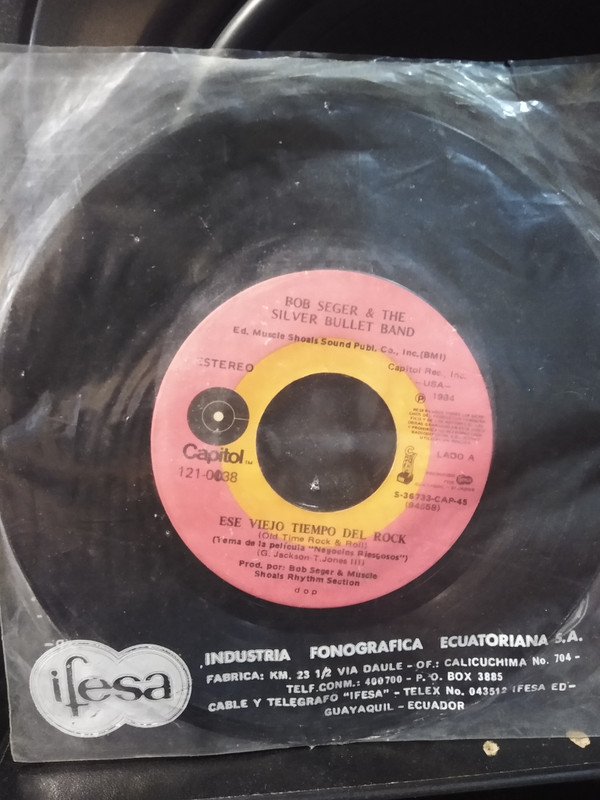 BOB SEGER & THE
SILVER BULLET BAND
Ed. Muscle Shoals Sound Publ. Co., Inc.(BMI)
ESTEREO
Capitol Rec., Inc.
-USA-
Ⓟ 1984
LADO A
Capitol™
121-0038
S-36733-CAP-45
ESE VIEJO TIEMPO DEL ROCK
(Old Time Rock & Roll)
(Tema de la película "Negocios Riesgosos")
(G. Jackson-T.Jones III)
Prod. por: Bob Seger & Muscle
Shoals Rhythm Section
dop
ifesa
INDUSTRIA FONOGRAFICA ECUATORIANA S.A.
FABRICA: KM. 23 1/2 VIA DAULE - OF.: CALICUCHIMA No. 704 -
TELF.CONM.: 400700 - P. O. BOX 3885
CABLE Y TELEGRAFO "IFESA" - TELEX No. 043512 IFESA ED-
GUAYAQUIL - ECUADOR